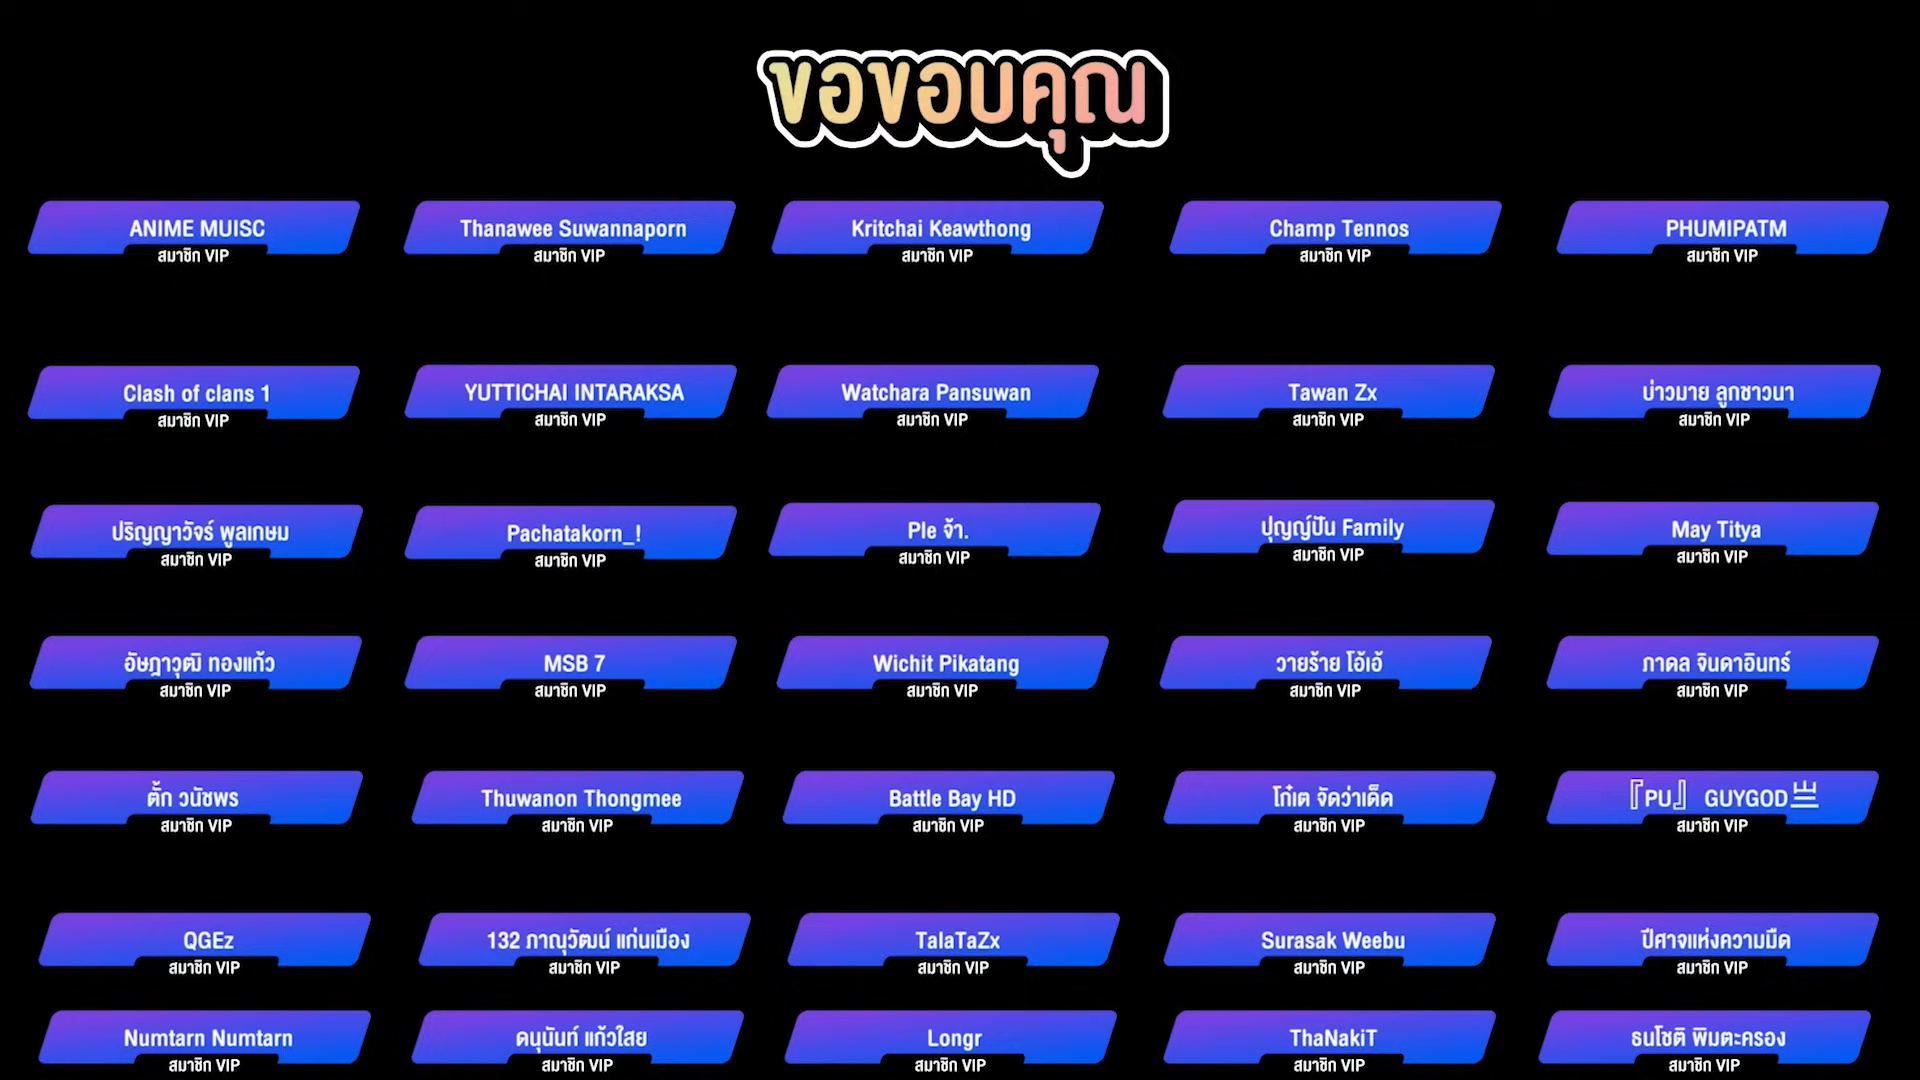 ขอขอบคุณ
ANIME MUISC
สมาชิก VIP
Thanawee Suwannaporn
สมาชิก VIP
Kritchai Keawthong
สมาชิก VIP
Champ Tennos
สมาชิก VIP
PHUMIPATM
สมาชิก VIP
Clash of clans 1
สมาชิก VIP
YUTTICHAI INTARAKSA
สมาชิก VIP
Watchara Pansuwan
สมาชิก VIP
Tawan Zx
สมาชิก VIP
บ่าวมาย ลูกชาวนา
สมาชิก VIP
ปริญญาวัจร์ พูลเกษม
สมาชิก VIP
Pachatakorn_!
สมาชิก VIP
Ple จ้า.
สมาชิก VIP
ปุญญ์ปัน Family
สมาชิก VIP
May Titya
สมาชิก VIP
อัษฎาวุฒิ ทองแก้ว
สมาชิก VIP
MSB 7
สมาชิก VIP
Wichit Pikatang
สมาชิก VIP
วายร้าย โอ้เอ้
สมาชิก VIP
ภาดล จินดาอินทร์
สมาชิก VIP
ตั้ก วนัชพร
สมาชิก VIP
Thuwanon Thongmee
สมาชิก VIP
Battle Bay HD
สมาชิก VIP
โก๋เต จัดว่าเด็ด
สมาชิก VIP
『PU』 GUYGOD亗
สมาชิก VIP
QGEz
สมาชิก VIP
132 ภาณุวัฒน์ แก่นเมือง
สมาชิก VIP
TalaTaZx
สมาชิก VIP
Surasak Weebu
สมาชิก VIP
ปีศาจแห่งความมืด
สมาชิก VIP
Numtarn Numtarn
สมาชิก VIP
ดนุนันท์ แก้วใสย
สมาชิก VIP
Longr
สมาชิก VIP
ThaNakiT
สมาชิก VIP
ธนโชติ พิมตะครอง
สมาชิก VIP